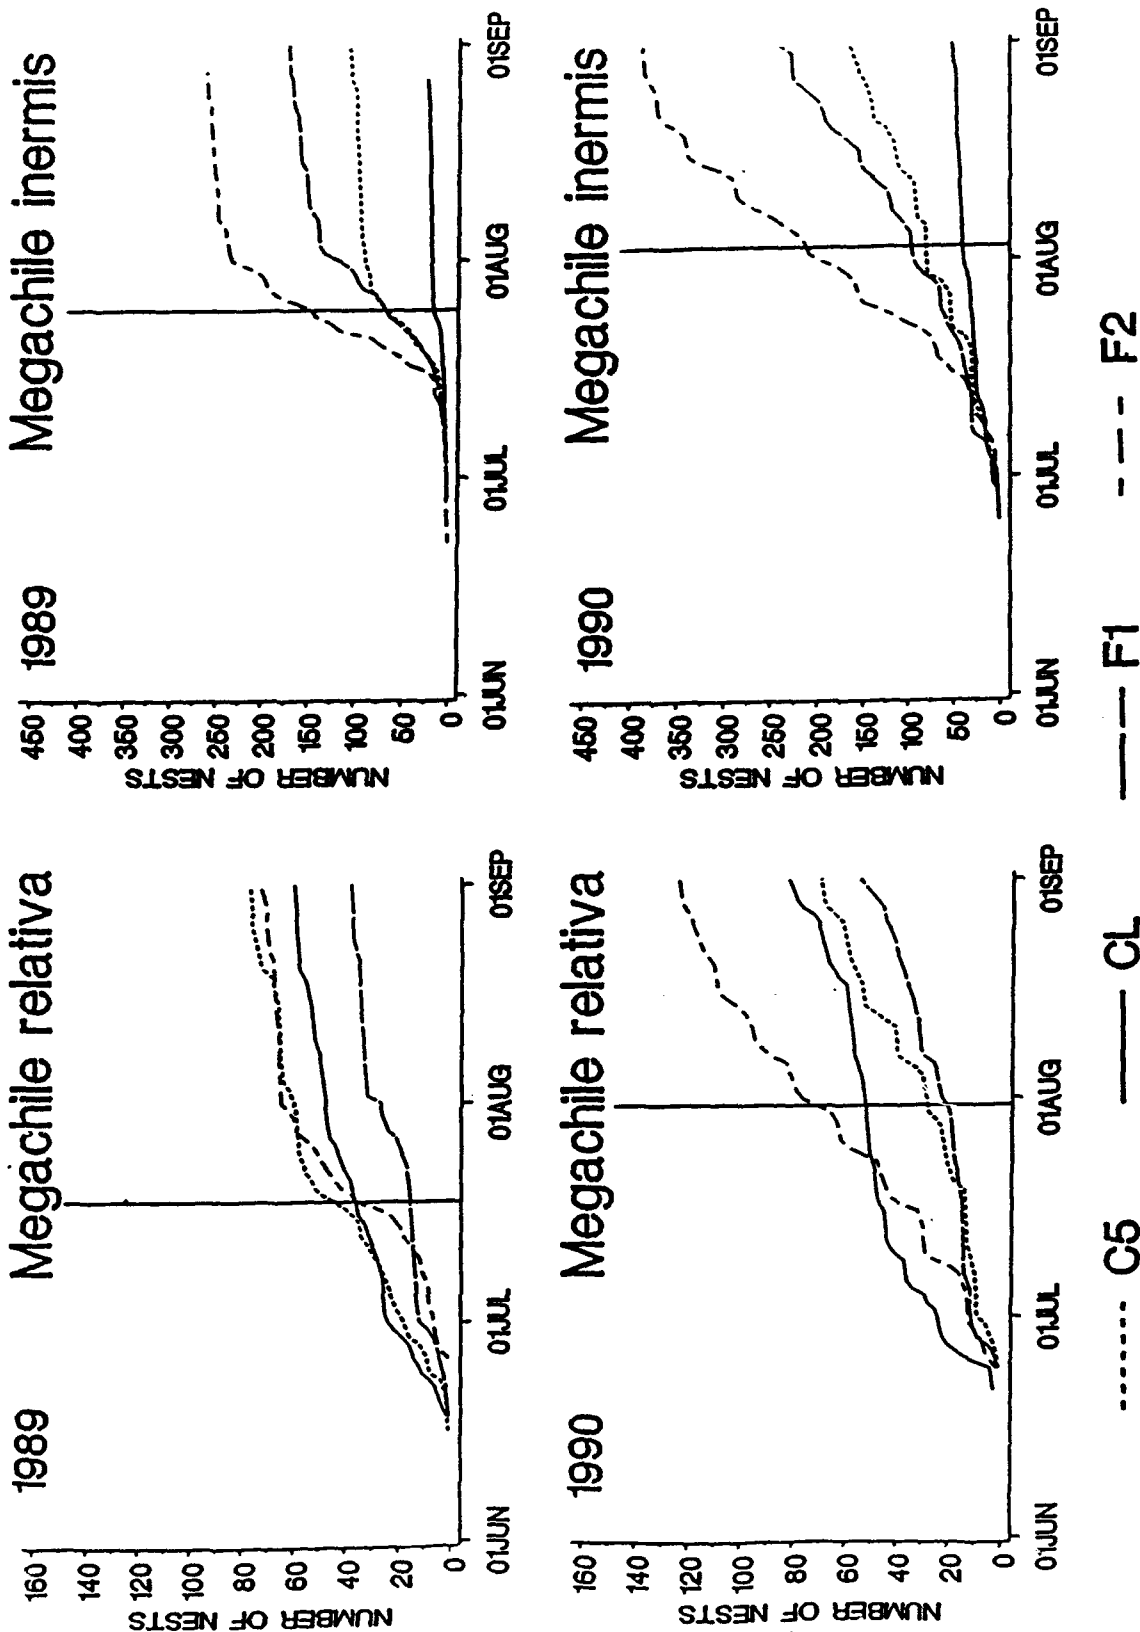 1989 Megachile relativa
NUMBER OF NESTS
160
140
120
100
80
60
40
20
0
01JUN 01JUL 01AUG 01SEP
1989 Megachile inermis
NUMBER OF NESTS
450
400
350
300
250
200
150
100
50
0
01JUN 01JUL 01AUG 01SEP
1990 Megachile relativa
NUMBER OF NESTS
160
140
120
100
80
60
40
20
0
01JUN 01JUL 01AUG 01SEP
1990 Megachile inermis
NUMBER OF NESTS
450
400
350
300
250
200
150
100
50
0
01JUN 01JUL 01AUG 01SEP
C5 CL F1 F2